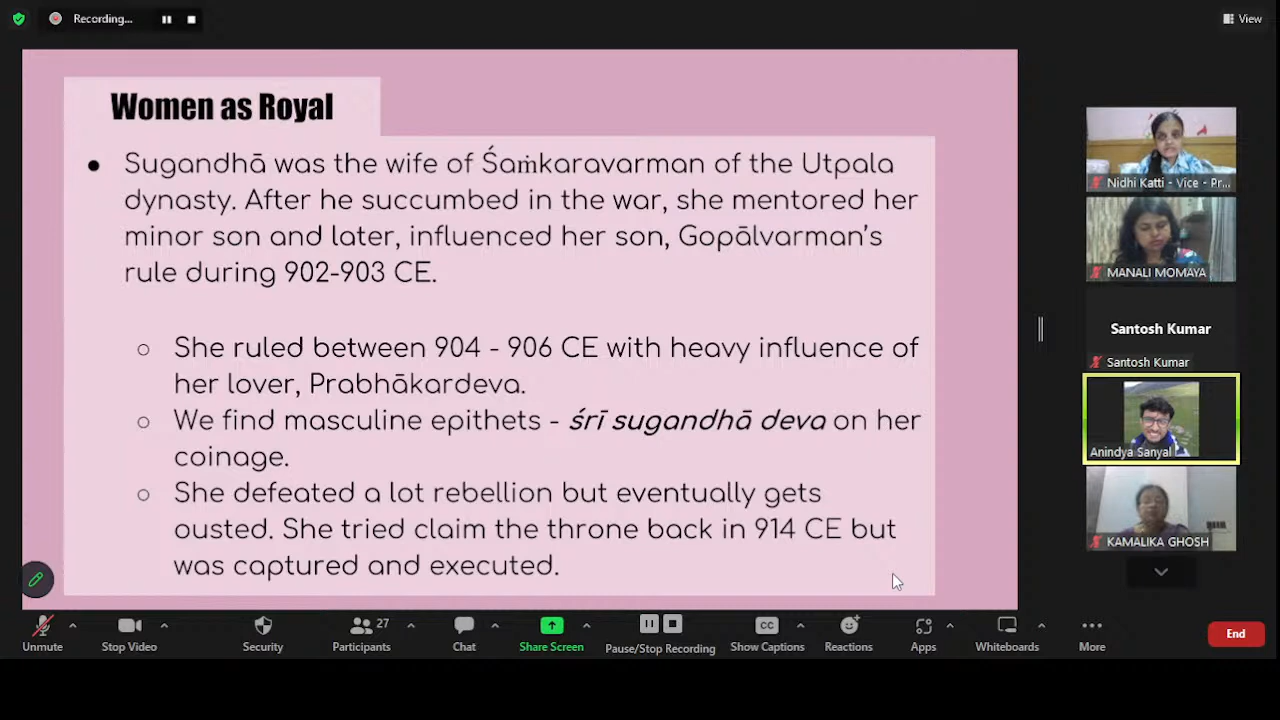 Recording...
View
Women as Royal
Sugandhā was the wife of Śaṁkaravarman of the Utpala
dynasty. After he succumbed in the war, she mentored her
minor son and later, influenced her son, Gopālvarman's
rule during 902-903 CE.
She ruled between 904 - 906 CE with heavy influence of
her lover, Prabhākardeva.
We find masculine epithets - śrī sugandhā deva on her
coinage.
She defeated a lot rebellion but eventually gets
ousted. She tried claim the throne back in 914 CE but
was captured and executed.
Nidhi Katti - Vice - Pr...
MANALI MOMAYA
Santosh Kumar
Santosh Kumar
Anindya Sanyal
KAMALIKA GHOSH
27
CC
Unmute
Stop Video
Security
Participants
Chat
Share Screen
Pause/Stop Recording
Show Captions
Reactions
Apps
Whiteboards
More
End